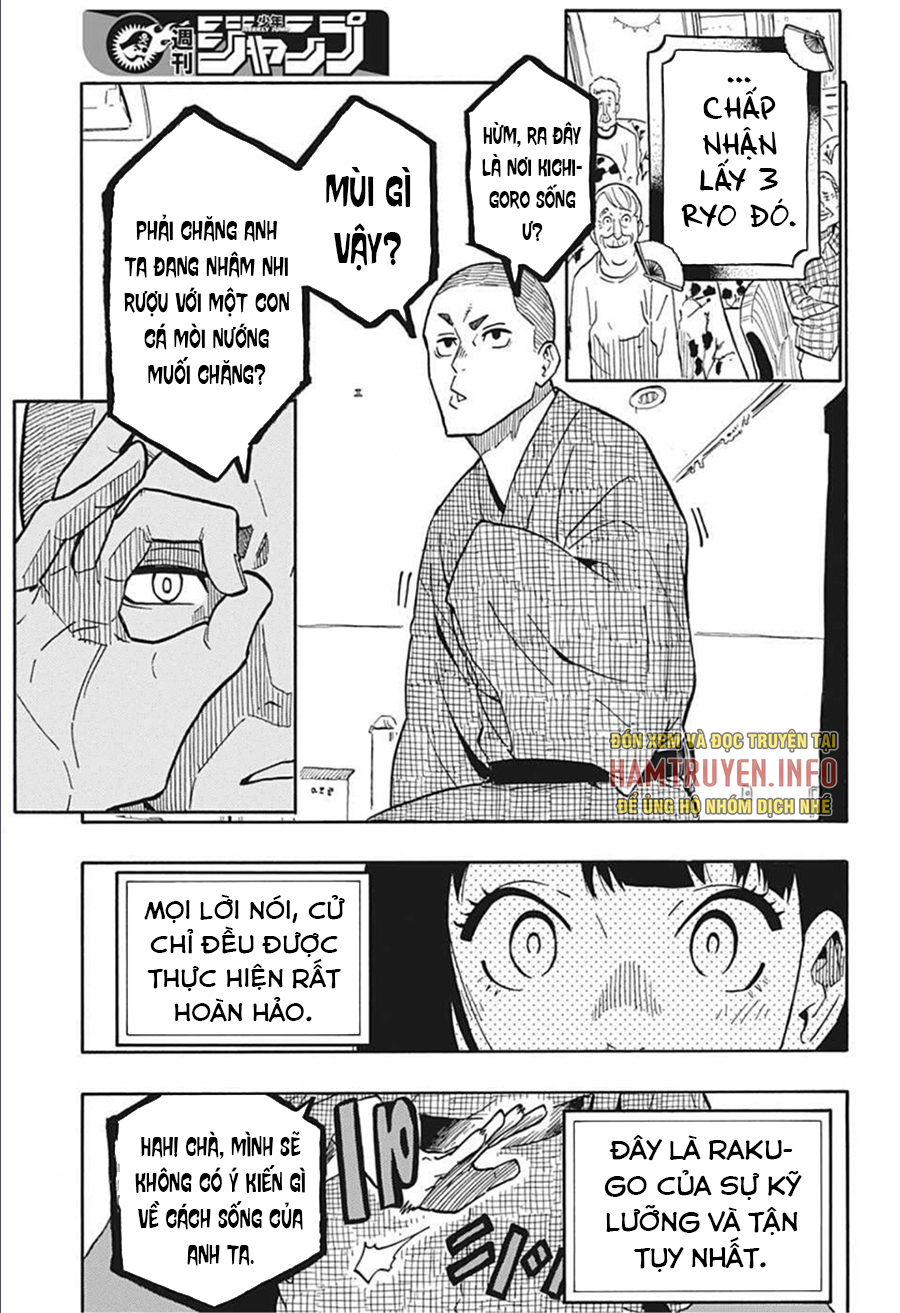 週刊
少年
WEEKLY JUMP
ジャンプ
...
CHẤP
NHẬN
LẤY 3
RYO ĐÓ.
HỪM, RA ĐÂY
LÀ NƠI KICHI-
GORO SỐNG
Ư?
MÙI GÌ
VẬY?
PHẢI CHĂNG ANH
TA ĐANG NHÂM NHI
RƯỢU VỚI MỘT CON
CÁ MÒI NƯỚNG
MUỐI CHĂNG?
ĐÓN XEM VÀ ĐỌC TRUYỆN TẠI
HAMTRUYEN.INFO
ĐỂ ỦNG HỘ NHÓM DỊCH NHÉ
MỌI LỜI NÓI, CỬ
CHỈ ĐỀU ĐƯỢC
THỰC HIỆN RẤT
HOÀN HẢO.
ĐÂY LÀ RAKU-
GO CỦA SỰ KỸ
LƯỠNG VÀ TẬN
TỤY NHẤT.
HAHI CHÀ, MÌNH SẼ
KHÔNG CÓ Ý KIẾN GÌ
VỀ CÁCH SỐNG CỦA
ANH TA.